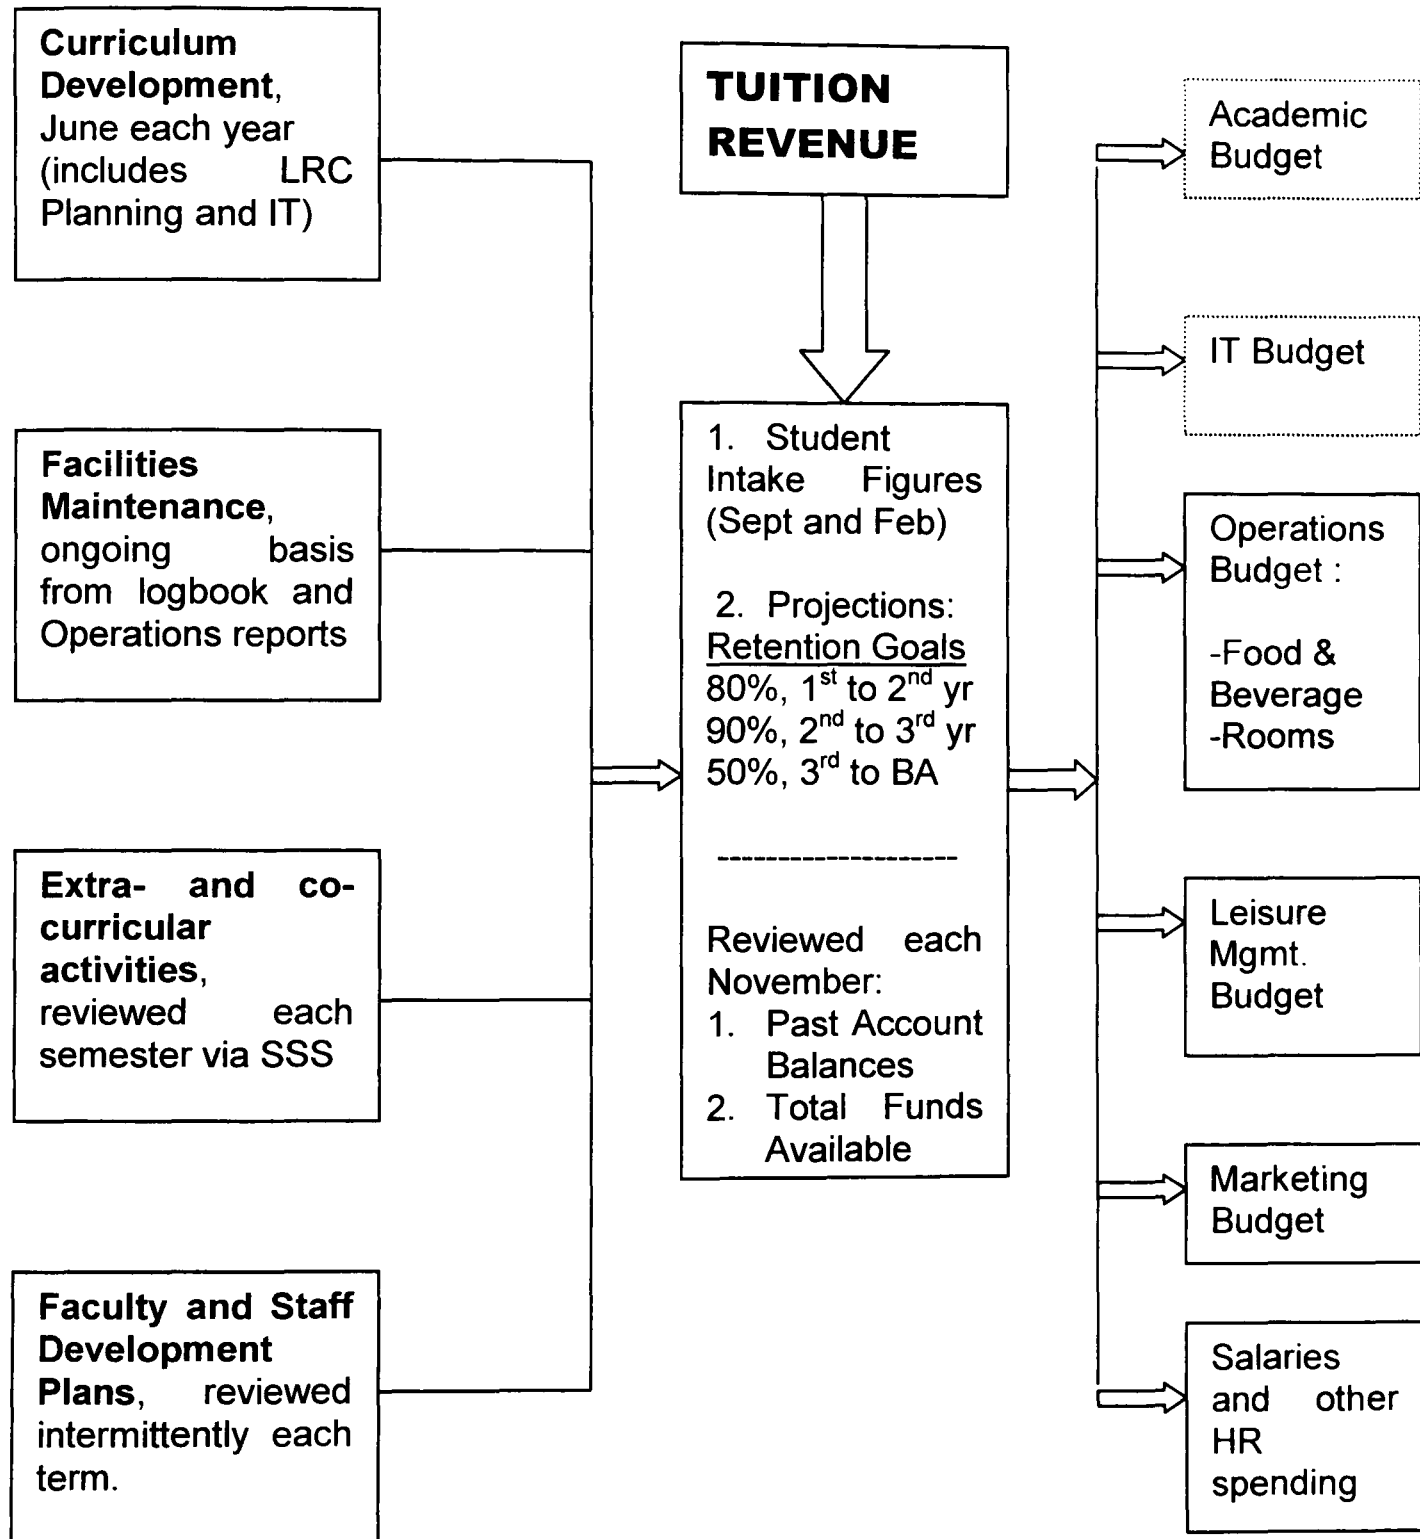 Curriculum
Development,
June each year
(includes LRC
Planning and IT)
Facilities
Maintenance,
ongoing basis
from logbook and
Operations reports
Extra- and co-
curricular
activities,
reviewed each
semester via SSS
Faculty and Staff
Development
Plans, reviewed
intermittently each
term.
TUITION
REVENUE
1. Student
Intake Figures
(Sept and Feb)
2. Projections:
Retention Goals
80%, 1st to 2nd yr
90%, 2nd to 3rd yr
50%, 3rd to BA
--------------------
Reviewed each
November:
1. Past Account
Balances
2. Total Funds
Available
Academic
Budget
IT Budget
Operations
Budget :
-Food &
Beverage
-Rooms
Leisure
Mgmt.
Budget
Marketing
Budget
Salaries
and other
HR
spending